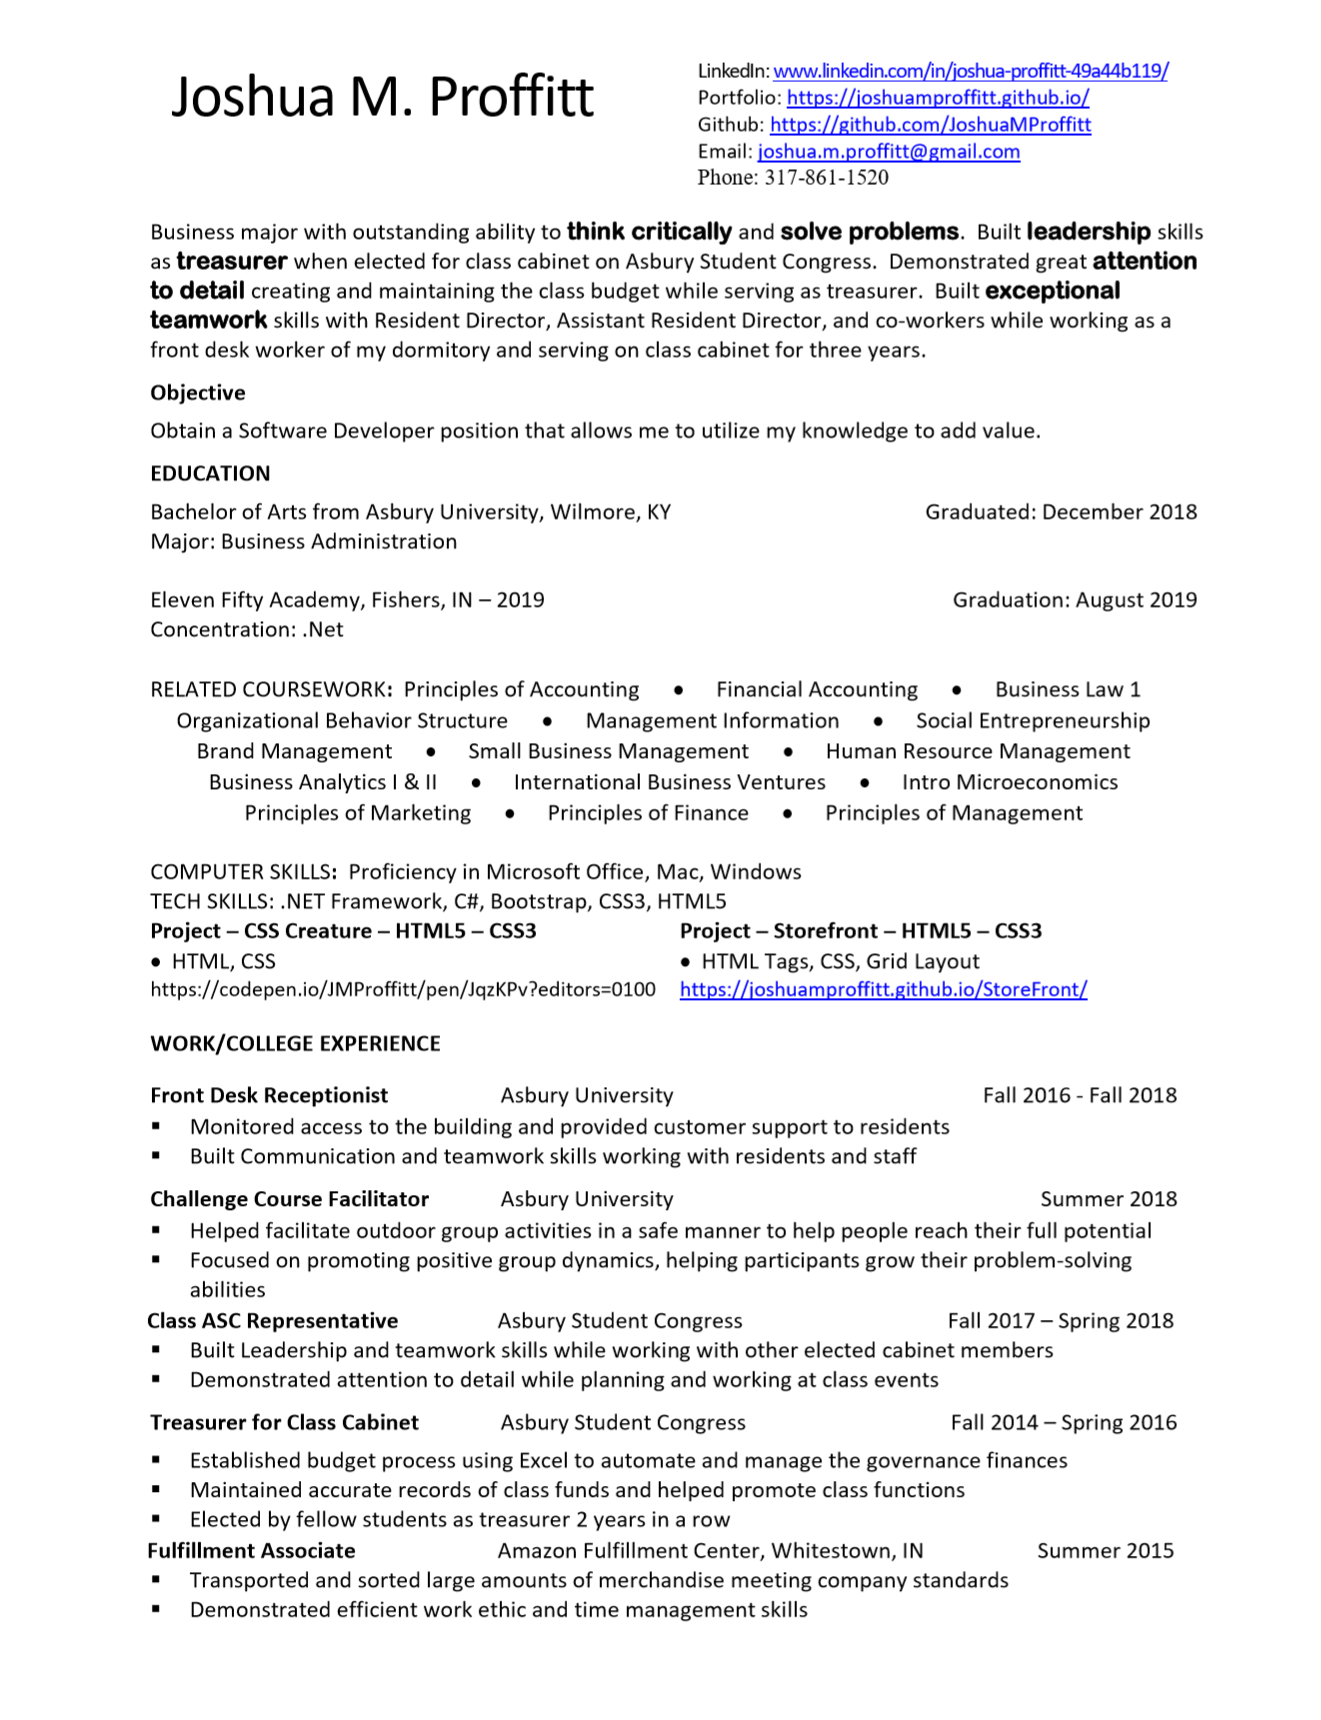 Joshua M. Proffitt
LinkedIn: www.linkedin.com/in/joshua-proffitt-49a44b119/
Portfolio: https://joshuamproffitt.github.io/
Github: https://github.com/JoshuaMProffitt
Email: joshua.m.proffitt@gmail.com
Phone: 317-861-1520
Business major with outstanding ability to think critically and solve problems. Built leadership skills
as treasurer when elected for class cabinet on Asbury Student Congress. Demonstrated great attention
to detail creating and maintaining the class budget while serving as treasurer. Built exceptional
teamwork skills with Resident Director, Assistant Resident Director, and co-workers while working as a
front desk worker of my dormitory and serving on class cabinet for three years.
Objective
Obtain a Software Developer position that allows me to utilize my knowledge to add value.
EDUCATION
Bachelor of Arts from Asbury University, Wilmore, KY Graduated: December 2018
Major: Business Administration
Eleven Fifty Academy, Fishers, IN – 2019 Graduation: August 2019
Concentration: .Net
RELATED COURSEWORK: Principles of Accounting ● Financial Accounting ● Business Law 1
Organizational Behavior Structure ● Management Information ● Social Entrepreneurship
Brand Management ● Small Business Management ● Human Resource Management
Business Analytics I & II ● International Business Ventures ● Intro Microeconomics
Principles of Marketing ● Principles of Finance ● Principles of Management
COMPUTER SKILLS: Proficiency in Microsoft Office, Mac, Windows
TECH SKILLS: .NET Framework, C#, Bootstrap, CSS3, HTML5
Project – CSS Creature – HTML5 – CSS3 Project – Storefront – HTML5 – CSS3
● HTML, CSS ● HTML Tags, CSS, Grid Layout
https://codepen.io/JMProffitt/pen/JqzKPv?editors=0100 https://joshuamproffitt.github.io/StoreFront/
WORK/COLLEGE EXPERIENCE
Front Desk Receptionist Asbury University Fall 2016 - Fall 2018
▪ Monitored access to the building and provided customer support to residents
▪ Built Communication and teamwork skills working with residents and staff
Challenge Course Facilitator Asbury University Summer 2018
▪ Helped facilitate outdoor group activities in a safe manner to help people reach their full potential
▪ Focused on promoting positive group dynamics, helping participants grow their problem-solving
abilities
Class ASC Representative Asbury Student Congress Fall 2017 – Spring 2018
▪ Built Leadership and teamwork skills while working with other elected cabinet members
▪ Demonstrated attention to detail while planning and working at class events
Treasurer for Class Cabinet Asbury Student Congress Fall 2014 – Spring 2016
▪ Established budget process using Excel to automate and manage the governance finances
▪ Maintained accurate records of class funds and helped promote class functions
▪ Elected by fellow students as treasurer 2 years in a row
Fulfillment Associate Amazon Fulfillment Center, Whitestown, IN Summer 2015
▪ Transported and sorted large amounts of merchandise meeting company standards
▪ Demonstrated efficient work ethic and time management skills